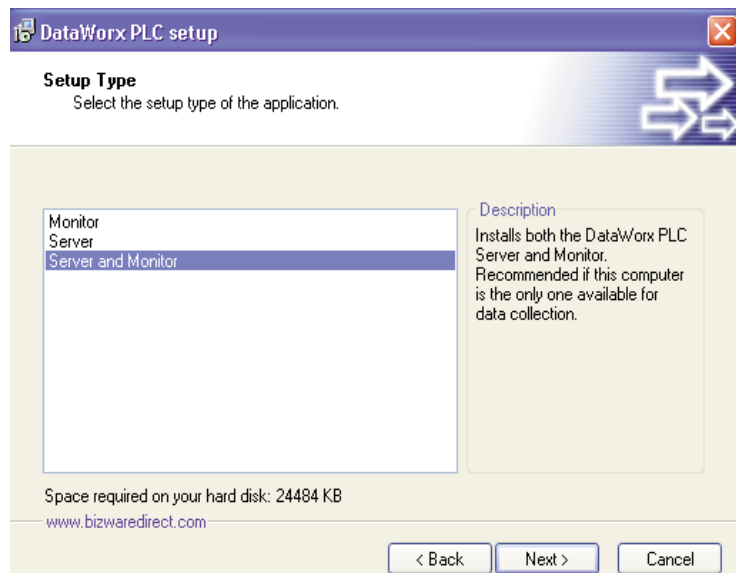 DataWorx PLC setup
Setup Type
Select the setup type of the application.
Monitor
Server
Server and Monitor
Description
Installs both the DataWorx PLC
Server and Monitor.
Recommended if this computer
is the only one available for
data collection.
Space required on your hard disk: 24484 KB
www.bizwaredirect.com
< Back
Next >
Cancel